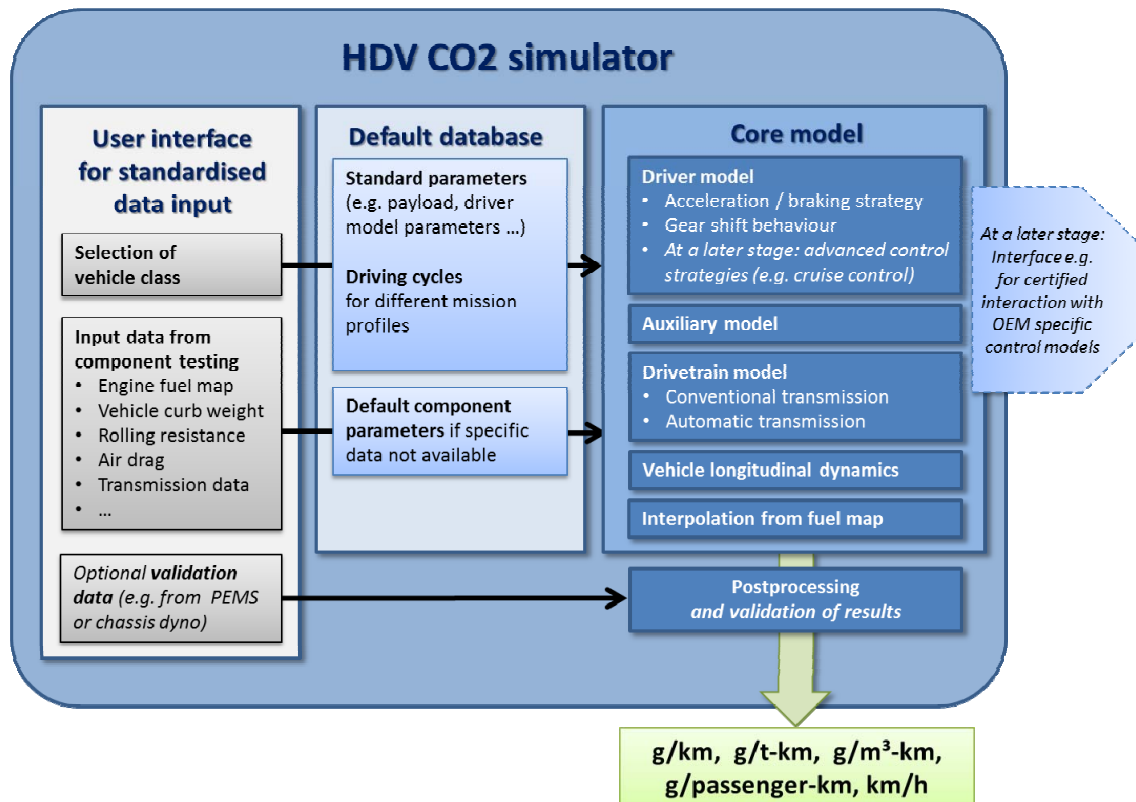 HDV CO2 simulator
User interface
for standardised
data input
Selection of
vehicle class
Input data from
component testing
• Engine fuel map
• Vehicle curb weight
• Rolling resistance
• Air drag
• Transmission data
• ...
Optional validation
data (e.g. from PEMS
or chassis dyno)
Default database
Standard parameters
(e.g. payload, driver
model parameters ...)
Driving cycles
for different mission
profiles
Default component
parameters if specific
data not available
Core model
Driver model
• Acceleration / braking strategy
• Gear shift behaviour
• At a later stage: advanced control
strategies (e.g. cruise control)
Auxiliary model
Drivetrain model
• Conventional transmission
• Automatic transmission
Vehicle longitudinal dynamics
Interpolation from fuel map
Postprocessing
and validation of results
At a later stage:
Interface e.g.
for certified
interaction with
OEM specific
control models
g/km, g/t-km, g/m³-km,
g/passenger-km, km/h